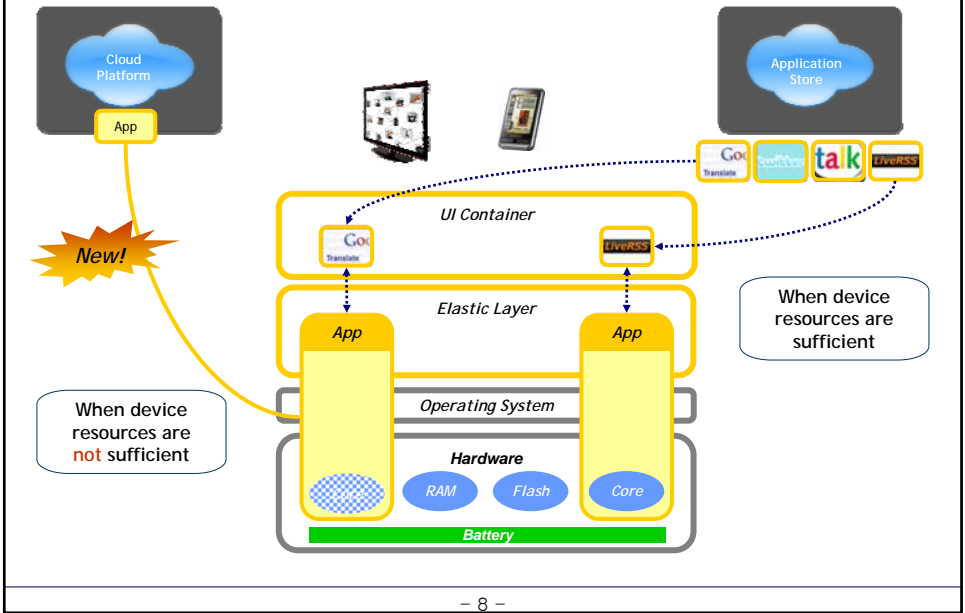 Cloud
Platform
App
Application
Store
Goo
Translate
twitter
talk
LiveRSS
UI Container
Goo
Translate
LiveRSS
New!
Elastic Layer
App
App
When device
resources are
sufficient
When device
resources are
not sufficient
Operating System
Hardware
RAM
Flash
Core
Battery
- 8 -